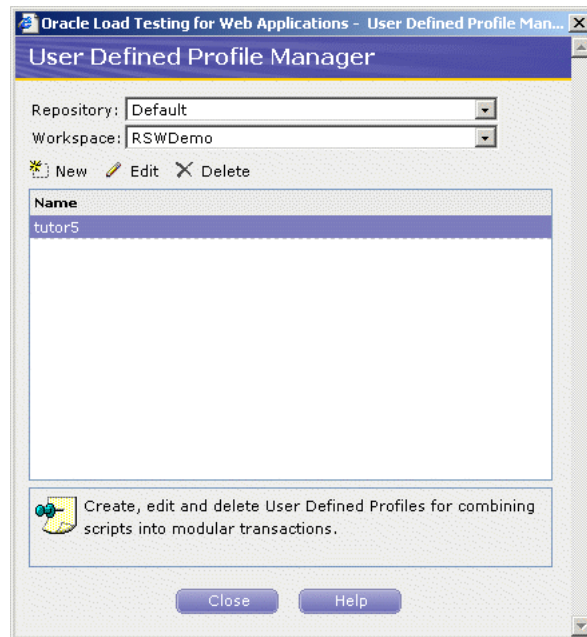 Oracle Load Testing for Web Applications - User Defined Profile Man...
User Defined Profile Manager
Repository: Default
Workspace: RSWDemo
New Edit Delete
Name
tutor5
Create, edit and delete User Defined Profiles for combining
scripts into modular transactions.
Close Help